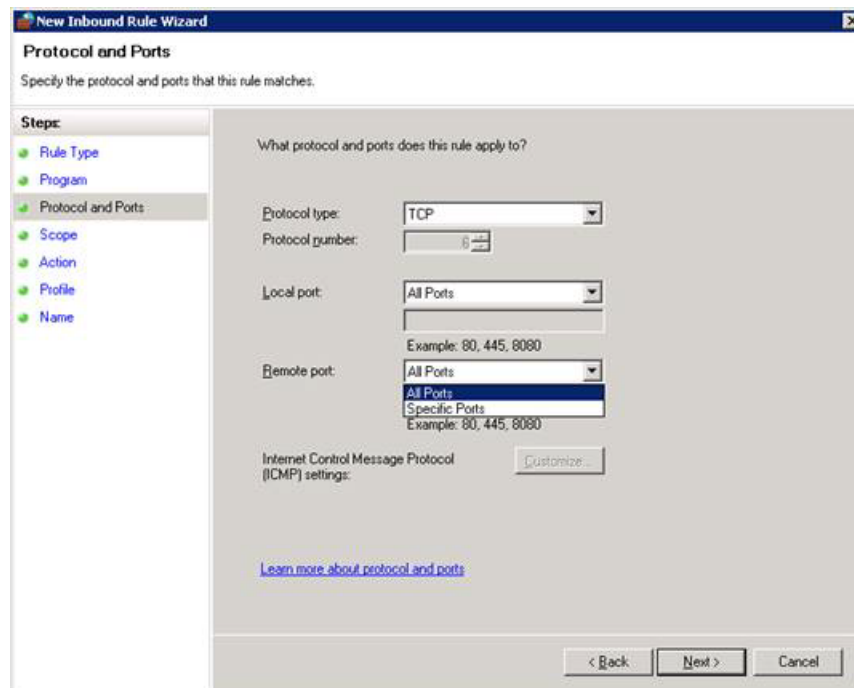 New Inbound Rule Wizard
Protocol and Ports
Specify the protocol and ports that this rule matches.
Steps:
Rule Type
Program
Protocol and Ports
Scope
Action
Profile
Name
What protocol and ports does this rule apply to?
Protocol type: TCP
Protocol number: 6
Local port: All Ports
Example: 80, 445, 8080
Remote port: All Ports
All Ports
Specific Ports
Example: 80, 445, 8080
Internet Control Message Protocol
(ICMP) settings: Customize...
Learn more about protocol and ports
< Back Next > Cancel